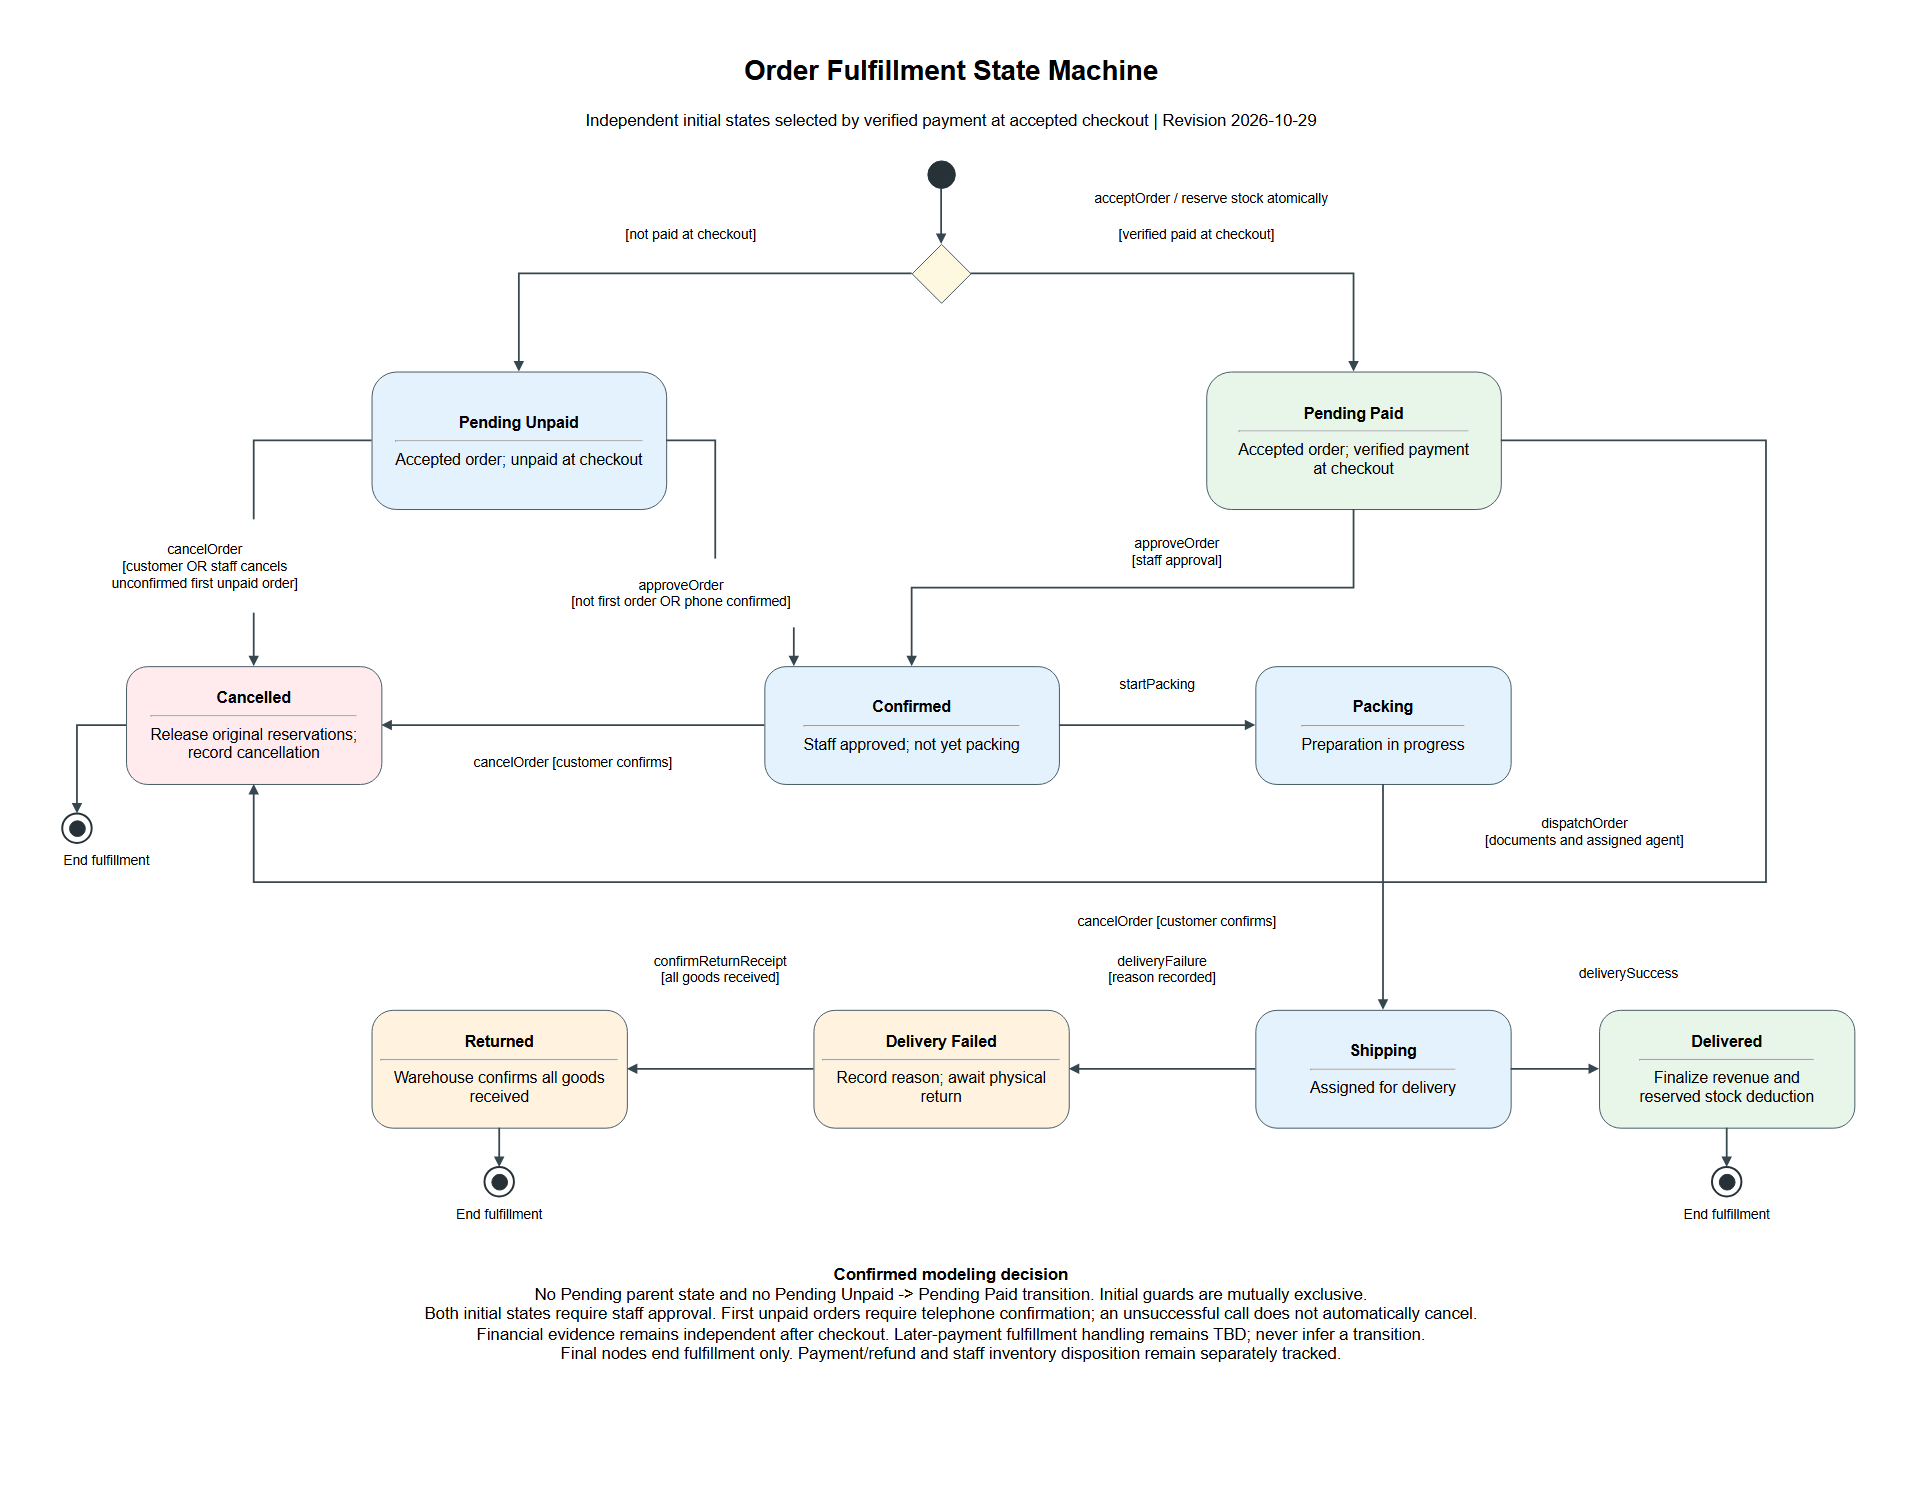 Order Fulfillment State Machine
Independent initial states selected by verified payment at accepted checkout | Revision 2026-10-29
acceptOrder / reserve stock atomically
[not paid at checkout]
[verified paid at checkout]
Pending Unpaid
Accepted order; unpaid at checkout
Pending Paid
Accepted order; verified payment
at checkout
cancelOrder
[customer OR staff cancels
unconfirmed first unpaid order]
approveOrder
[not first order OR phone confirmed]
approveOrder
[staff approval]
Cancelled
Release original reservations;
record cancellation
Confirmed
Staff approved; not yet packing
startPacking
Packing
Preparation in progress
cancelOrder [customer confirms]
End fulfillment
dispatchOrder
[documents and assigned agent]
cancelOrder [customer confirms]
confirmReturnReceipt
[all goods received]
deliveryFailure
[reason recorded]
deliverySuccess
Returned
Warehouse confirms all goods
received
Delivery Failed
Record reason; await physical
return
Shipping
Assigned for delivery
Delivered
Finalize revenue and
reserved stock deduction
End fulfillment
End fulfillment
Confirmed modeling decision
No Pending parent state and no Pending Unpaid -> Pending Paid transition. Initial guards are mutually exclusive.
Both initial states require staff approval. First unpaid orders require telephone confirmation; an unsuccessful call does not automatically cancel.
Financial evidence remains independent after checkout. Later-payment fulfillment handling remains TBD; never infer a transition.
Final nodes end fulfillment only. Payment/refund and staff inventory disposition remain separately tracked.